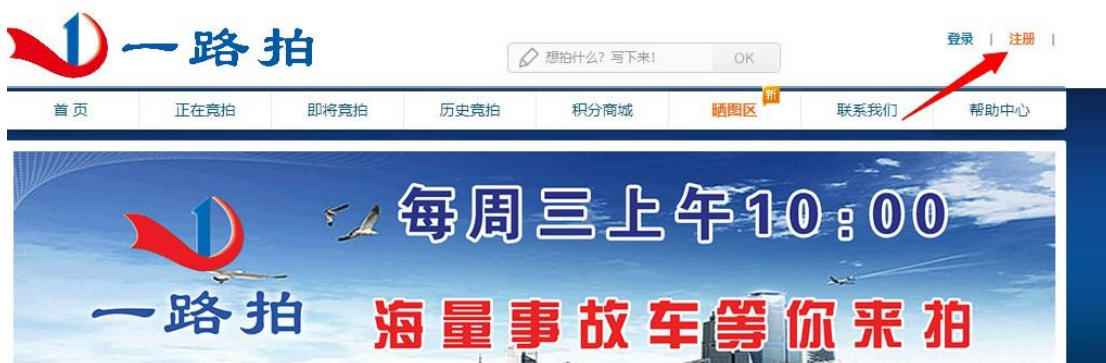 一路拍
想拍什么？写下来！ OK
登录 | 注册 |
首页 正在竞拍 即将竞拍 历史竞拍 积分商城 晒图区 新 联系我们 帮助中心
每周三上午10:00
一路拍
海量事故车等你来拍